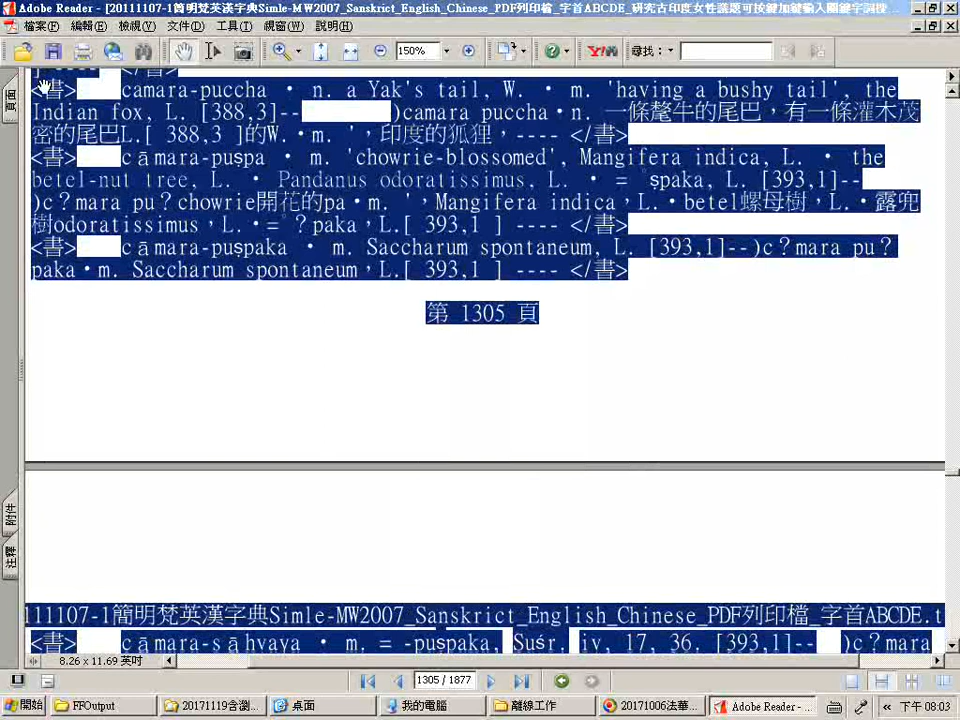 Adobe Reader - [20111107-1簡明梵英漢字典Simle-MW2007_Sanskrict_English_Chinese_PDF列印檔_字首ABCDE_研究古印度女性議題可按鍵加鍵輸入關鍵字詞搜
檔案(F) 編輯(E) 檢視(V) 文件(D) 工具(T) 視窗(W) 說明(H)
150% 尋找：
頁面
<書> camara-puccha ‧ n. a Yak's tail, W. ‧ m. 'having a bushy tail', the
Indian fox, L. [388,3]-- )camara puccha‧n. 一條氂牛的尾巴，有一條灌木茂
密的尾巴L.[ 388,3 ]的W.‧m. '，印度的狐狸，---- </書>
<書> cāmara-puṣpa ‧ m. 'chowrie-blossomed', Mangifera indica, L. ‧ the
betel-nut tree, L. ‧ Pandanus odoratissimus, L. ‧ = °ṣpaka, L. [393,1]--
)c？mara pu？chowrie開花的pa‧m. '，Mangifera indica，L.‧betel螺母樹，L.‧露兜
樹odoratissimus，L.‧=°？paka，L.[ 393,1 ] ---- </書>
<書> cāmara-puṣpaka ‧ m. Saccharum spontaneum, L. [393,1]--)c？mara pu？
paka‧m. Saccharum spontaneum，L.[ 393,1 ] ---- </書>
第 1305 頁
附件
注釋
111107-1簡明梵英漢字典Simle-MW2007_Sanskrict_English_Chinese_PDF列印檔_字首ABCDE.t
<書> cāmara-sāhvaya ‧ m. = -puṣpaka, Suśr. iv, 17, 36. [393,1]-- )c？mara
8.26 x 11.69 英吋
1305 / 1877
開始 FFOutput 20171119含瀏... 桌面 我的電腦 離線工作 20171006法華... Adobe Reader - ... 下午 08:03